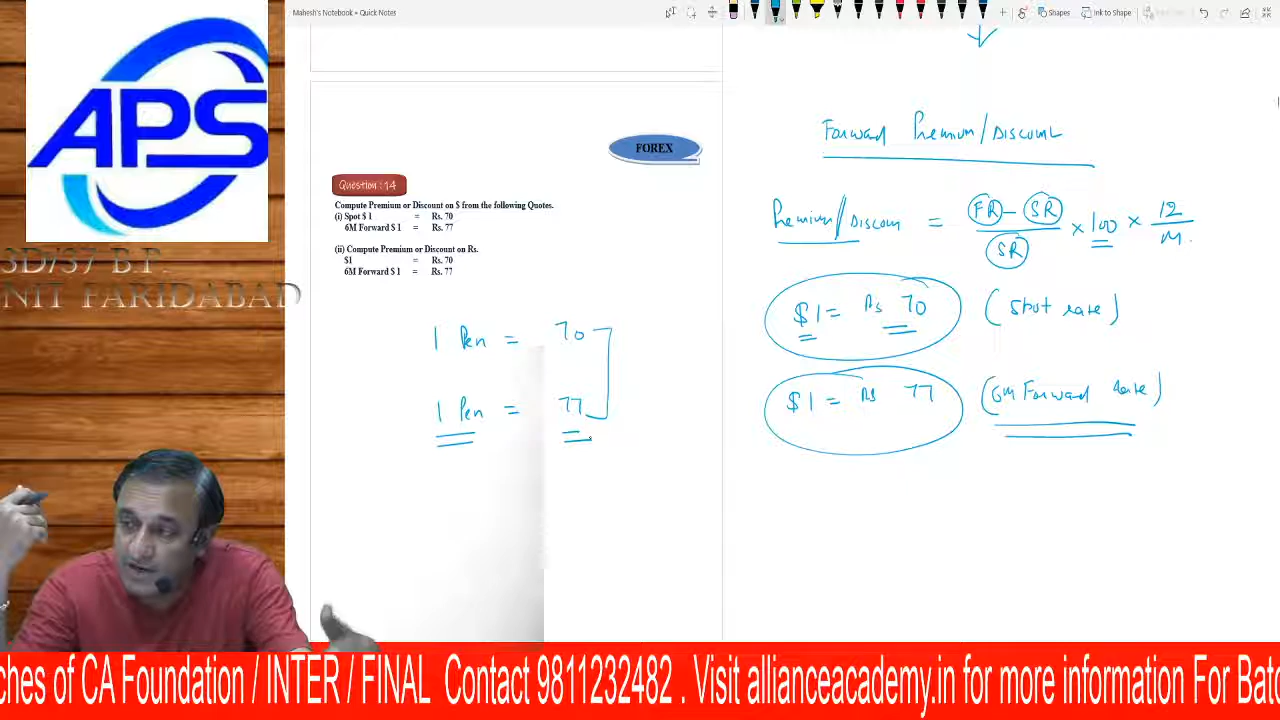 Mahesh's Notebook » Quick Notes
Ink to Shape
Shapes
APS
3D/37 B.P.
NIT FARIDABAD
FOREX
Question : 14
Compute Premium or Discount on $ from the following Quotes.
(i) Spot $ 1 = Rs. 70
6M Forward $ 1 = Rs. 77
(ii) Compute Premium or Discount on Rs.
$1 = Rs. 70
6M Forward $ 1 = Rs. 77
1 Pen = 70
1 Pen = 77
Forward Premium/Discount
Premium/Discoun = FR - SR / SR × 100 × 12 / m.
$1 = Rs 70 (Spot rate)
$1 = Rs 77 (6m Forward rate)
ches of CA Foundation / INTER / FINAL Contact 9811232482 . Visit allianceacademy.in for more information For Batc